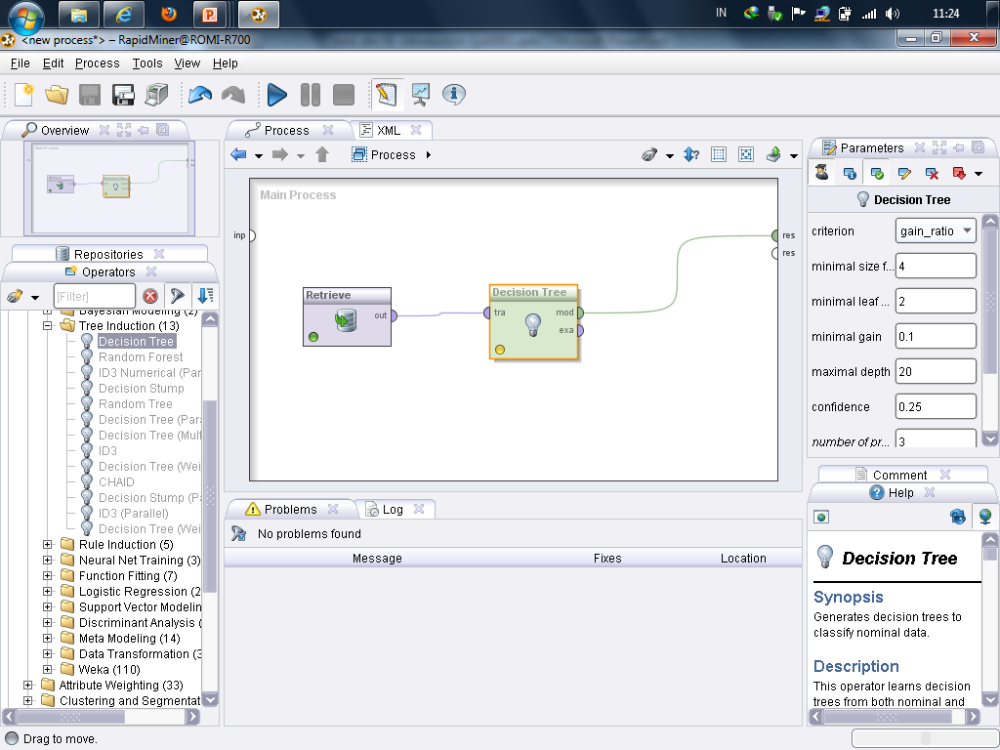 IN
11:24
<new process*> – RapidMiner@ROMI-R700
File Edit Process Tools View Help
Overview
Main Process
Repositories
Operators
[Filter]
Bayesian Modeling (2)
Tree Induction (13)
Decision Tree
Random Forest
ID3 Numerical (Par
Decision Stump
Random Tree
Decision Tree (Para
Decision Tree (Mult
ID3
Decision Tree (Wei
CHAID
Decision Stump (Pa
ID3 (Parallel)
Decision Tree (Wei
Rule Induction (5)
Neural Net Training (3)
Function Fitting (7)
Logistic Regression (2
Support Vector Modelin
Discriminant Analysis (
Meta Modeling (14)
Data Transformation (3
Weka (110)
Attribute Weighting (33)
Clustering and Segmentat
Process
XML
Process
Main Process
inp
res
res
Retrieve
out
Decision Tree
tra
mod
exa
Problems
Log
No problems found
Message Fixes Location
Parameters
Decision Tree
criterion gain_ratio
minimal size f... 4
minimal leaf ... 2
minimal gain 0.1
maximal depth 20
confidence 0.25
number of pr... 3
Comment
Help
Decision Tree
Synopsis
Generates decision trees to
classify nominal data.
Description
This operator learns decision
trees from both nominal and
Drag to move.